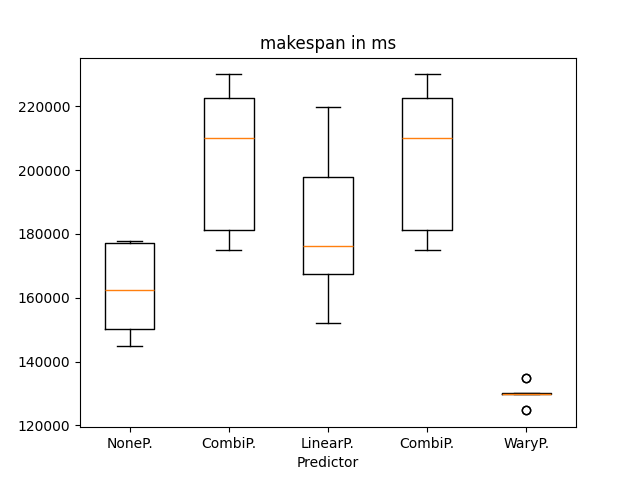 makespan in ms
220000
200000
180000
160000
140000
120000
NoneP. CombiP. LinearP. CombiP. WaryP.
Predictor